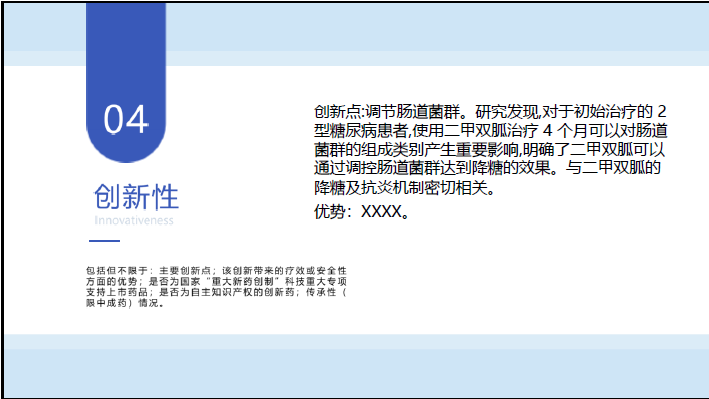 04
创新性
Innovativeness
包括但不限于：主要创新点；该创新带来的疗效或安全性
方面的优势；是否为国家“重大新药创制”科技重大专项
支持上市药品；是否为自主知识产权的创新药；传承性（
限中成药）情况。
创新点:调节肠道菌群。研究发现,对于初始治疗的 2
型糖尿病患者,使用二甲双胍治疗 4 个月可以对肠道
菌群的组成类别产生重要影响,明确了二甲双胍可以
通过调控肠道菌群达到降糖的效果。与二甲双胍的
降糖及抗炎机制密切相关。
优势：XXXX。